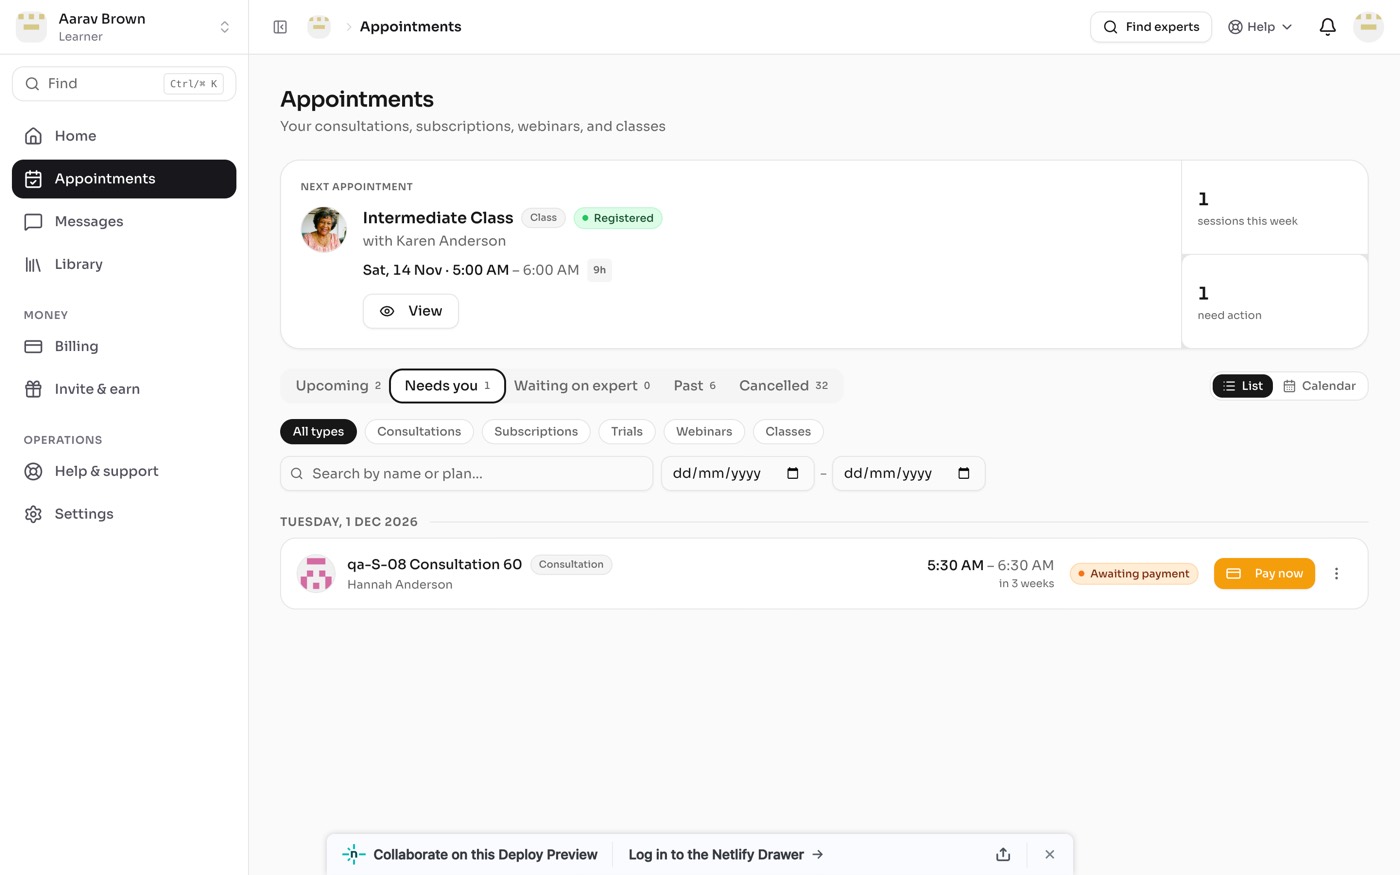 Aarav Brown
Learner
Find
Ctrl/⌘ K
Home
Appointments
Messages
Library
MONEY
Billing
Invite & earn
OPERATIONS
Help & support
Settings
Appointments
Find experts
Help
Appointments
Your consultations, subscriptions, webinars, and classes
NEXT APPOINTMENT
Intermediate Class Class Registered
with Karen Anderson
Sat, 14 Nov · 5:00 AM – 6:00 AM 9h
View
1
sessions this week
1
need action
Upcoming 2 Needs you 1 Waiting on expert 0 Past 6 Cancelled 32
List Calendar
All types Consultations Subscriptions Trials Webinars Classes
Search by name or plan... dd/mm/yyyy – dd/mm/yyyy
TUESDAY, 1 DEC 2026
qa-S-08 Consultation 60 Consultation
Hannah Anderson
5:30 AM – 6:30 AM
in 3 weeks
Awaiting payment
Pay now
Collaborate on this Deploy Preview
Log in to the Netlify Drawer →